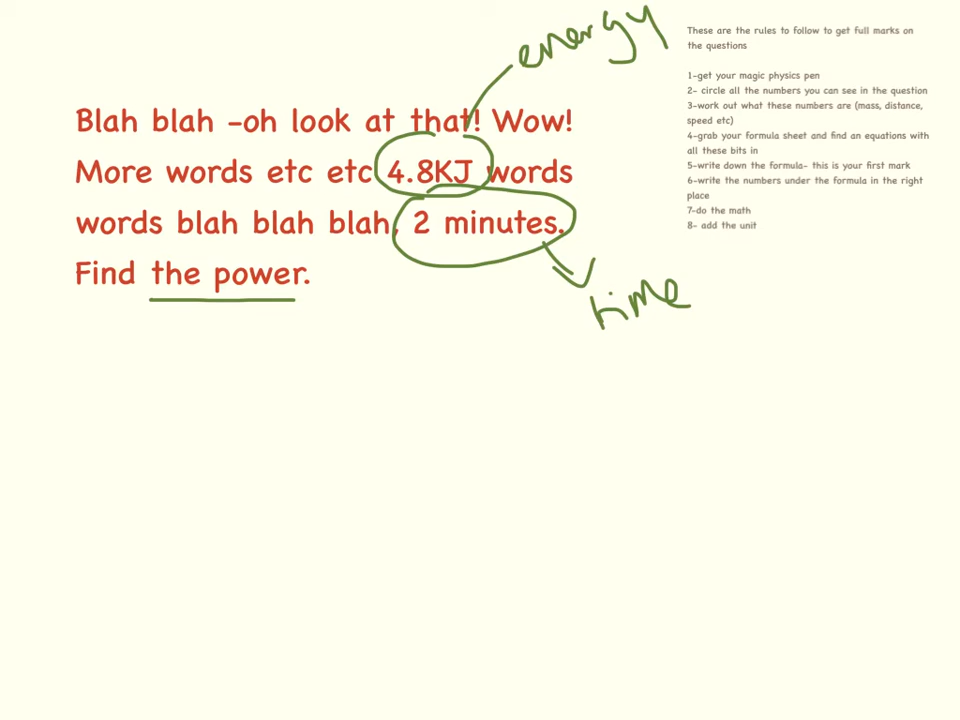 energy
Blah blah -oh look at that! Wow!
More words etc etc 4.8KJ words
words blah blah blah, 2 minutes.
Find the power.
time
These are the rules to follow to get full marks on
the questions
1-get your magic physics pen
2- circle all the numbers you can see in the question
3-work out what these numbers are (mass, distance,
speed etc)
4-grab your formula sheet and find an equations with
all these bits in
5-write down the formula- this is your first mark
6-write the numbers under the formula in the right
place
7-do the math
8- add the unit